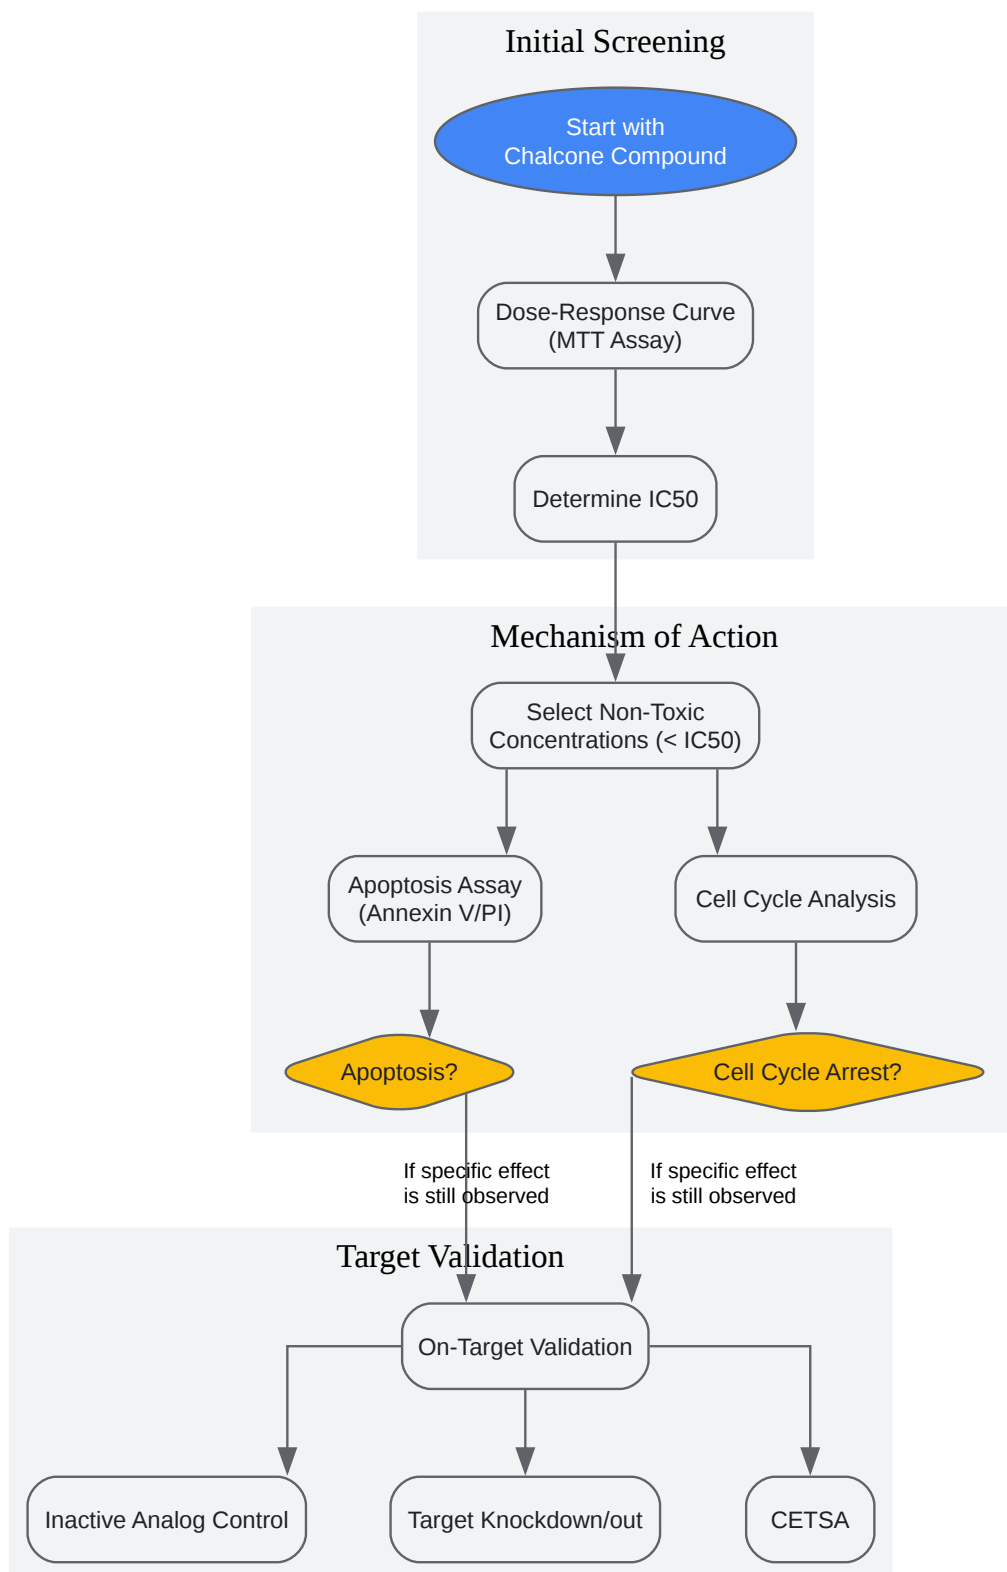 Initial Screening
Start with
Chalcone Compound
Dose-Response Curve
(MTT Assay)
Determine IC50
Mechanism of Action
Select Non-Toxic
Concentrations (< IC50)
Apoptosis Assay
(Annexin V/PI)
Cell Cycle Analysis
Apoptosis?
Cell Cycle Arrest?
If specific effect
is still observed
If specific effect
is still observed
Target Validation
On-Target Validation
Inactive Analog Control
Target Knockdown/out
CETSA